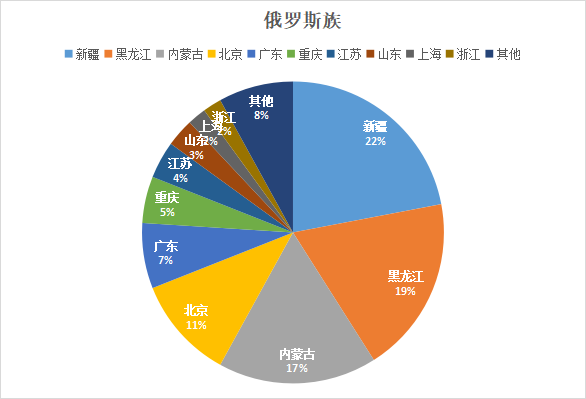 俄罗斯族
新疆 黑龙江 内蒙古 北京 广东 重庆 江苏 山东 上海 浙江 其他
其他
8%
浙江
2%
上海
2%
山东
3%
江苏
4%
重庆
5%
广东
7%
北京
11%
内蒙古
17%
黑龙江
19%
新疆
22%